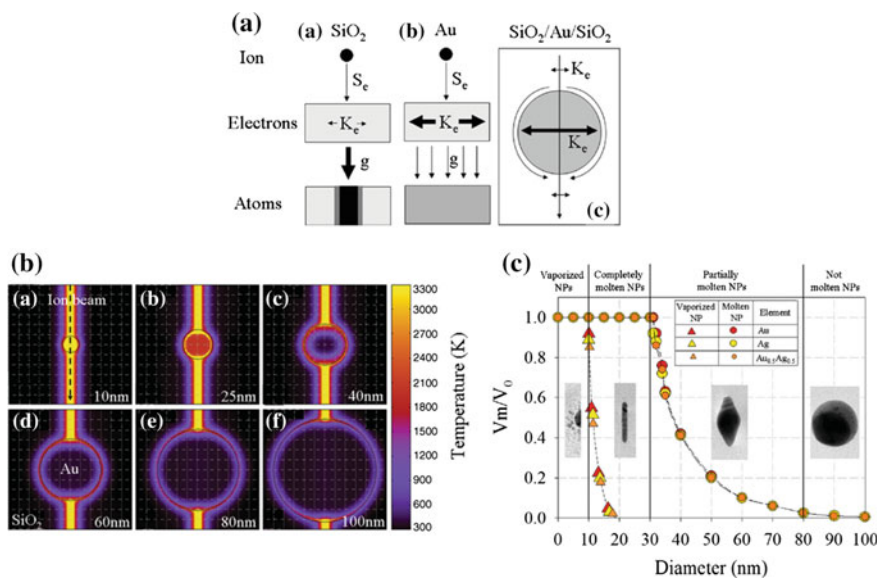 (a)
(a) SiO₂
(b) Au
SiO₂/Au/SiO₂
Ion
Sₑ
Sₑ
Kₑ
Electrons
Kₑ
Kₑ
Kₑ
g
g
Atoms
(c)
(b)
(a)
Ion beam
10nm
(b)
25nm
(c)
40nm
(d)
Au
SiO₂
60nm
(e)
80nm
(f)
100nm
3300
3000
2700
2400
2100
1800
1700
1500
1200
900
600
300
Temperature (K)
(c)
Vaporized NPs
Completely molten NPs
Partially molten NPs
Not molten NPs
Vaporized NP
Molten NP
Element
Au
Ag
Au₀.₅Ag₀.₅
Vm/V₀
1.0
0.8
0.6
0.4
0.2
0.0
0 10 20 30 40 50 60 70 80 90 100
Diameter (nm)